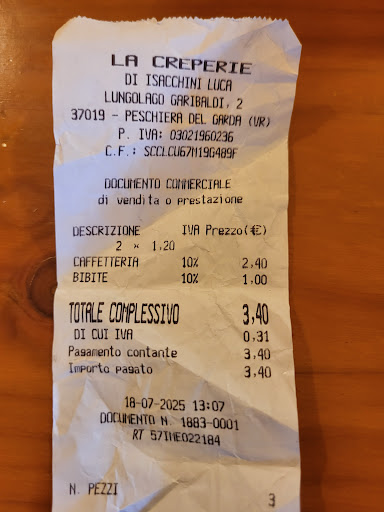 LA CREPERIE
DI ISACCHINI LUCA
LUNGOLAGO GARIBALDI, 2
37019 - PESCHIERA DEL GARDA (VR)
P. IVA: 03021960236
C.F.: SCCLCU67M19G489F
DOCUMENTO COMMERCIALE
di vendita o prestazione
DESCRIZIONE IVA Prezzo(€)
2 × 1,20
CAFFETTERIA 10% 2,40
BIBITE 10% 1,00
TOTALE COMPLESSIVO 3,40
DI CUI IVA 0,31
Pagamento contante 3,40
Importo pagato 3,40
18-07-2025 13:07
DOCUMENTO N. 1883-0001
RT 57IME022184
N. PEZZI 3